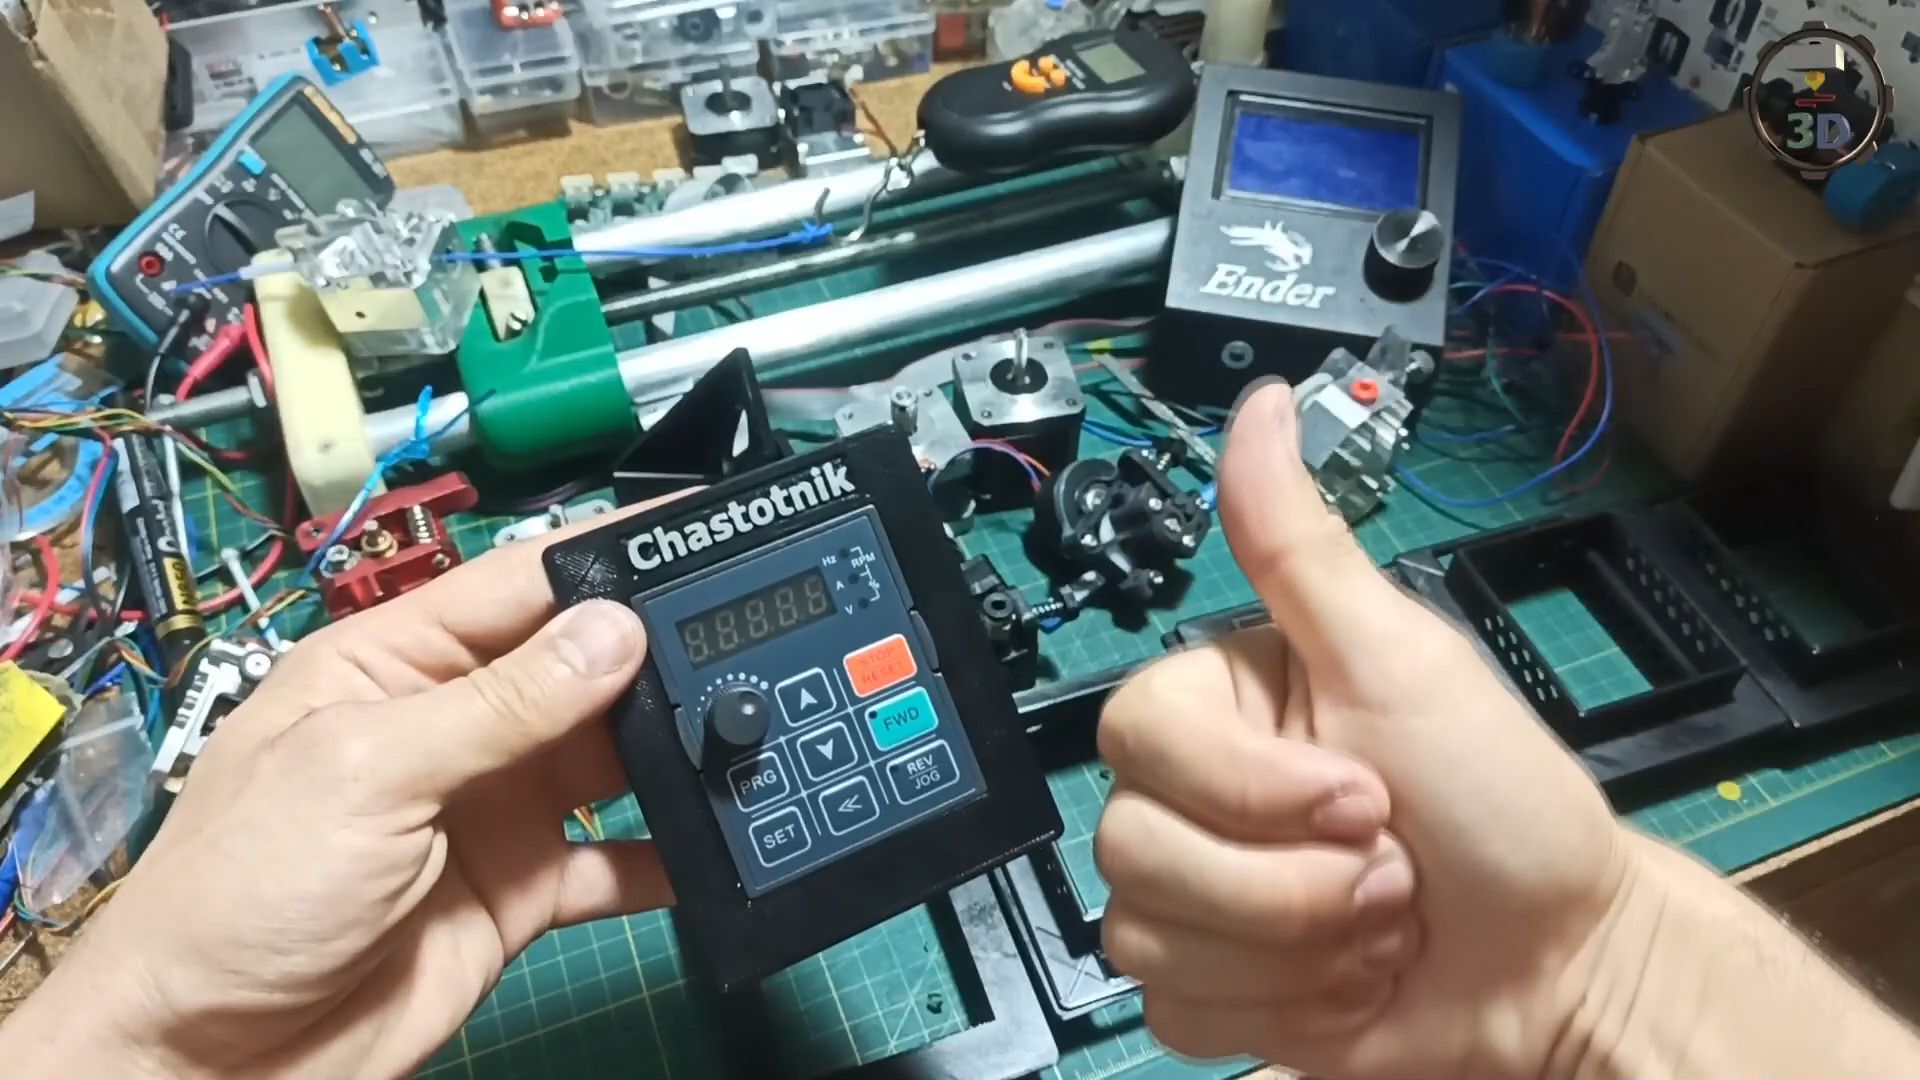 3D
Ender
Chastotnik
Hz
RPM
A
V
STOP
RESET
FWD
PRG
REV
JOG
SET